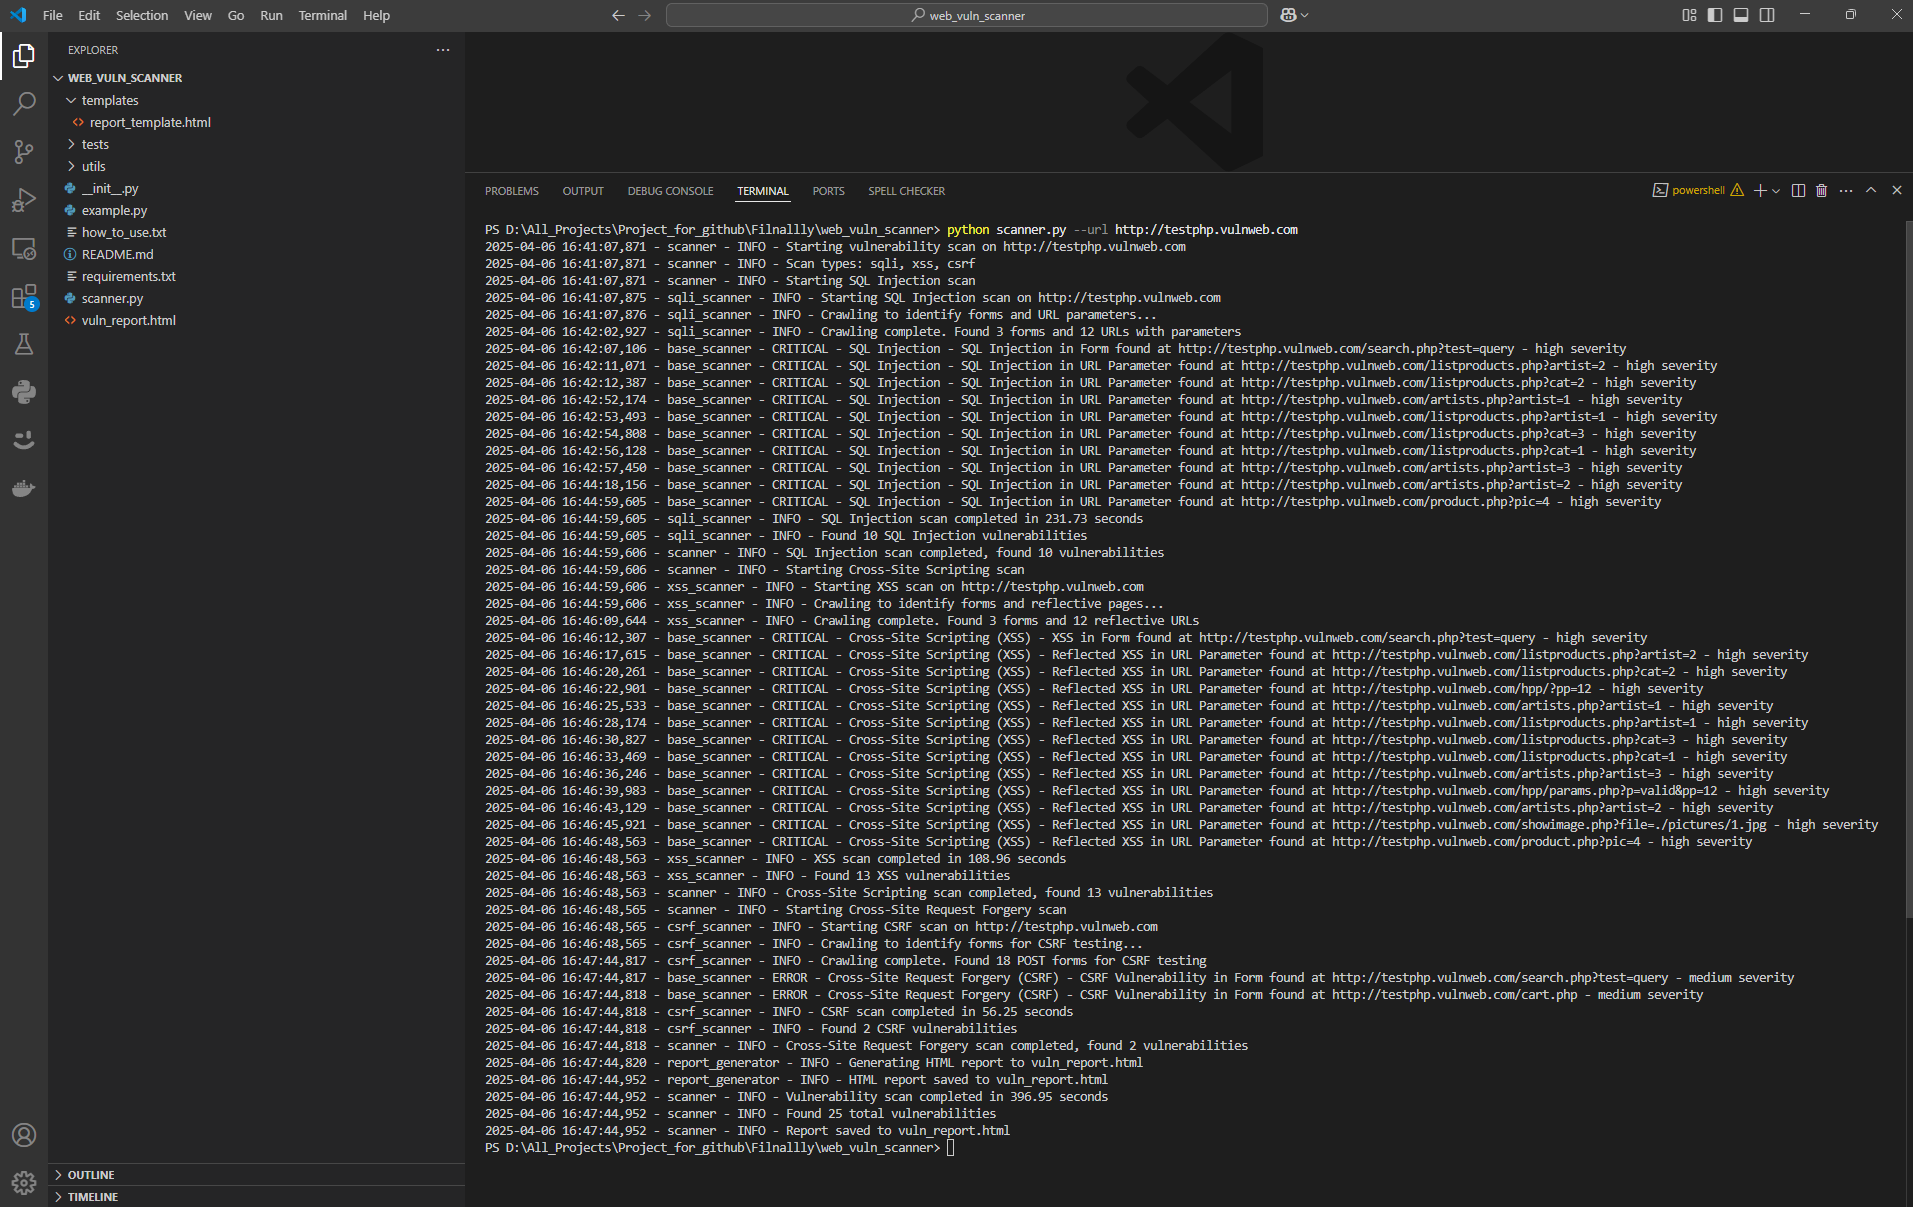 File Edit Selection View Go Run Terminal Help
web_vuln_scanner
EXPLORER
WEB_VULN_SCANNER
templates
report_template.html
tests
utils
__init__.py
example.py
how_to_use.txt
README.md
requirements.txt
scanner.py
vuln_report.html
5
OUTLINE
TIMELINE
PROBLEMS OUTPUT DEBUG CONSOLE TERMINAL PORTS SPELL CHECKER
powershell
PS D:\All_Projects\Project_for_github\Filnallly\web_vuln_scanner> python scanner.py --url http://testphp.vulnweb.com
2025-04-06 16:41:07,871 - scanner - INFO - Starting vulnerability scan on http://testphp.vulnweb.com
2025-04-06 16:41:07,871 - scanner - INFO - Scan types: sqli, xss, csrf
2025-04-06 16:41:07,871 - scanner - INFO - Starting SQL Injection scan
2025-04-06 16:41:07,875 - sqli_scanner - INFO - Starting SQL Injection scan on http://testphp.vulnweb.com
2025-04-06 16:41:07,876 - sqli_scanner - INFO - Crawling to identify forms and URL parameters...
2025-04-06 16:42:02,927 - sqli_scanner - INFO - Crawling complete. Found 3 forms and 12 URLs with parameters
2025-04-06 16:42:07,106 - base_scanner - CRITICAL - SQL Injection - SQL Injection in Form found at http://testphp.vulnweb.com/search.php?test=query - high severity
2025-04-06 16:42:11,071 - base_scanner - CRITICAL - SQL Injection - SQL Injection in URL Parameter found at http://testphp.vulnweb.com/listproducts.php?artist=2 - high severity
2025-04-06 16:42:12,387 - base_scanner - CRITICAL - SQL Injection - SQL Injection in URL Parameter found at http://testphp.vulnweb.com/listproducts.php?cat=2 - high severity
2025-04-06 16:42:52,174 - base_scanner - CRITICAL - SQL Injection - SQL Injection in URL Parameter found at http://testphp.vulnweb.com/artists.php?artist=1 - high severity
2025-04-06 16:42:53,493 - base_scanner - CRITICAL - SQL Injection - SQL Injection in URL Parameter found at http://testphp.vulnweb.com/listproducts.php?artist=1 - high severity
2025-04-06 16:42:54,808 - base_scanner - CRITICAL - SQL Injection - SQL Injection in URL Parameter found at http://testphp.vulnweb.com/listproducts.php?cat=3 - high severity
2025-04-06 16:42:56,128 - base_scanner - CRITICAL - SQL Injection - SQL Injection in URL Parameter found at http://testphp.vulnweb.com/listproducts.php?cat=1 - high severity
2025-04-06 16:42:57,450 - base_scanner - CRITICAL - SQL Injection - SQL Injection in URL Parameter found at http://testphp.vulnweb.com/artists.php?artist=3 - high severity
2025-04-06 16:44:18,156 - base_scanner - CRITICAL - SQL Injection - SQL Injection in URL Parameter found at http://testphp.vulnweb.com/artists.php?artist=2 - high severity
2025-04-06 16:44:59,605 - base_scanner - CRITICAL - SQL Injection - SQL Injection in URL Parameter found at http://testphp.vulnweb.com/product.php?pic=4 - high severity
2025-04-06 16:44:59,605 - sqli_scanner - INFO - SQL Injection scan completed in 231.73 seconds
2025-04-06 16:44:59,605 - sqli_scanner - INFO - Found 10 SQL Injection vulnerabilities
2025-04-06 16:44:59,606 - scanner - INFO - SQL Injection scan completed, found 10 vulnerabilities
2025-04-06 16:44:59,606 - scanner - INFO - Starting Cross-Site Scripting scan
2025-04-06 16:44:59,606 - xss_scanner - INFO - Starting XSS scan on http://testphp.vulnweb.com
2025-04-06 16:44:59,606 - xss_scanner - INFO - Crawling to identify forms and reflective pages...
2025-04-06 16:46:09,644 - xss_scanner - INFO - Crawling complete. Found 3 forms and 12 reflective URLs
2025-04-06 16:46:12,307 - base_scanner - CRITICAL - Cross-Site Scripting (XSS) - XSS in Form found at http://testphp.vulnweb.com/search.php?test=query - high severity
2025-04-06 16:46:17,615 - base_scanner - CRITICAL - Cross-Site Scripting (XSS) - Reflected XSS in URL Parameter found at http://testphp.vulnweb.com/listproducts.php?artist=2 - high severity
2025-04-06 16:46:20,261 - base_scanner - CRITICAL - Cross-Site Scripting (XSS) - Reflected XSS in URL Parameter found at http://testphp.vulnweb.com/listproducts.php?cat=2 - high severity
2025-04-06 16:46:22,901 - base_scanner - CRITICAL - Cross-Site Scripting (XSS) - Reflected XSS in URL Parameter found at http://testphp.vulnweb.com/hpp/?pp=12 - high severity
2025-04-06 16:46:25,533 - base_scanner - CRITICAL - Cross-Site Scripting (XSS) - Reflected XSS in URL Parameter found at http://testphp.vulnweb.com/artists.php?artist=1 - high severity
2025-04-06 16:46:28,174 - base_scanner - CRITICAL - Cross-Site Scripting (XSS) - Reflected XSS in URL Parameter found at http://testphp.vulnweb.com/listproducts.php?artist=1 - high severity
2025-04-06 16:46:30,827 - base_scanner - CRITICAL - Cross-Site Scripting (XSS) - Reflected XSS in URL Parameter found at http://testphp.vulnweb.com/listproducts.php?cat=3 - high severity
2025-04-06 16:46:33,469 - base_scanner - CRITICAL - Cross-Site Scripting (XSS) - Reflected XSS in URL Parameter found at http://testphp.vulnweb.com/listproducts.php?cat=1 - high severity
2025-04-06 16:46:36,246 - base_scanner - CRITICAL - Cross-Site Scripting (XSS) - Reflected XSS in URL Parameter found at http://testphp.vulnweb.com/artists.php?artist=3 - high severity
2025-04-06 16:46:39,983 - base_scanner - CRITICAL - Cross-Site Scripting (XSS) - Reflected XSS in URL Parameter found at http://testphp.vulnweb.com/hpp/params.php?p=valid&pp=12 - high severity
2025-04-06 16:46:43,129 - base_scanner - CRITICAL - Cross-Site Scripting (XSS) - Reflected XSS in URL Parameter found at http://testphp.vulnweb.com/artists.php?artist=2 - high severity
2025-04-06 16:46:45,921 - base_scanner - CRITICAL - Cross-Site Scripting (XSS) - Reflected XSS in URL Parameter found at http://testphp.vulnweb.com/showimage.php?file=./pictures/1.jpg - high severity
2025-04-06 16:46:48,563 - base_scanner - CRITICAL - Cross-Site Scripting (XSS) - Reflected XSS in URL Parameter found at http://testphp.vulnweb.com/product.php?pic=4 - high severity
2025-04-06 16:46:48,563 - xss_scanner - INFO - XSS scan completed in 108.96 seconds
2025-04-06 16:46:48,563 - xss_scanner - INFO - Found 13 XSS vulnerabilities
2025-04-06 16:46:48,563 - scanner - INFO - Cross-Site Scripting scan completed, found 13 vulnerabilities
2025-04-06 16:46:48,565 - scanner - INFO - Starting Cross-Site Request Forgery scan
2025-04-06 16:46:48,565 - csrf_scanner - INFO - Starting CSRF scan on http://testphp.vulnweb.com
2025-04-06 16:46:48,565 - csrf_scanner - INFO - Crawling to identify forms for CSRF testing...
2025-04-06 16:47:44,817 - csrf_scanner - INFO - Crawling complete. Found 18 POST forms for CSRF testing
2025-04-06 16:47:44,817 - base_scanner - ERROR - Cross-Site Request Forgery (CSRF) - CSRF Vulnerability in Form found at http://testphp.vulnweb.com/search.php?test=query - medium severity
2025-04-06 16:47:44,818 - base_scanner - ERROR - Cross-Site Request Forgery (CSRF) - CSRF Vulnerability in Form found at http://testphp.vulnweb.com/cart.php - medium severity
2025-04-06 16:47:44,818 - csrf_scanner - INFO - CSRF scan completed in 56.25 seconds
2025-04-06 16:47:44,818 - csrf_scanner - INFO - Found 2 CSRF vulnerabilities
2025-04-06 16:47:44,818 - scanner - INFO - Cross-Site Request Forgery scan completed, found 2 vulnerabilities
2025-04-06 16:47:44,820 - report_generator - INFO - Generating HTML report to vuln_report.html
2025-04-06 16:47:44,952 - report_generator - INFO - HTML report saved to vuln_report.html
2025-04-06 16:47:44,952 - scanner - INFO - Vulnerability scan completed in 396.95 seconds
2025-04-06 16:47:44,952 - scanner - INFO - Found 25 total vulnerabilities
2025-04-06 16:47:44,952 - scanner - INFO - Report saved to vuln_report.html
PS D:\All_Projects\Project_for_github\Filnallly\web_vuln_scanner>